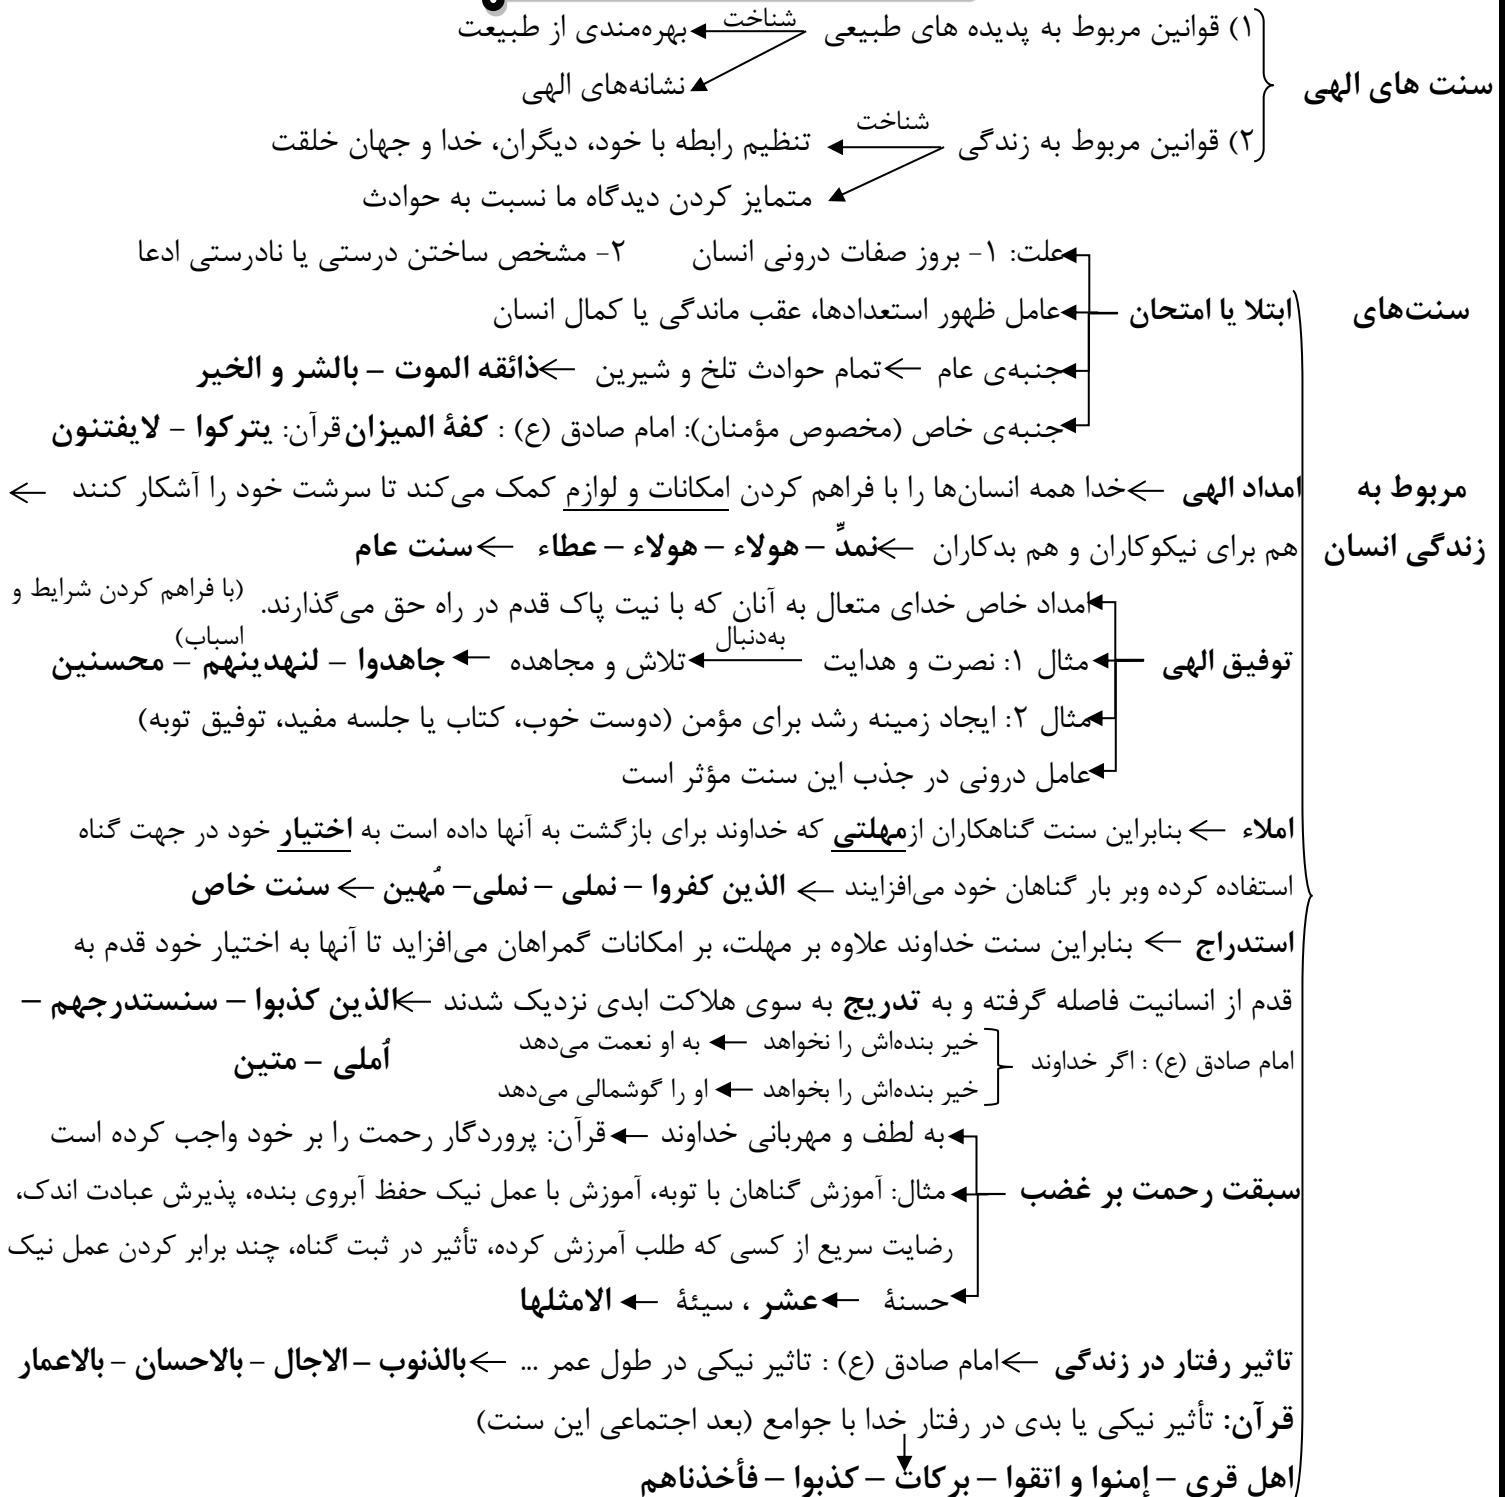 ۱) قوانین مربوط به پدیده های طبیعی شناخت بهره‌مندی از طبیعت
نشانه‌های الهی
سنت های الهی
۲) قوانین مربوط به زندگی شناخت تنظیم رابطه با خود، دیگران، خدا و جهان خلقت
متمایز کردن دیدگاه ما نسبت به حوادث
علت: ۱- بروز صفات درونی انسان ۲- مشخص ساختن درستی یا نادرستی ادعا
سنت‌های ابتلا یا امتحان عامل ظهور استعدادها، عقب ماندگی یا کمال انسان
جنبه‌ی عام ← تمام حوادث تلخ و شیرین ← ذائقه الموت – بالشر و الخیر
جنبه‌ی خاص (مخصوص مؤمنان): امام صادق (ع) : کفهٔ المیزان قرآن: یترکوا – لایفتنون
مربوط به امداد الهی ← خدا همه انسان‌ها را با فراهم کردن امکانات و لوازم کمک می‌کند تا سرشت خود را آشکار کنند ←
زندگی انسان هم برای نیکوکاران و هم بدکاران ← نمدِّ – هولاء – هولاء – عطاء ← سنت عام
امداد خاص خدای متعال به آنان که با نیت پاک قدم در راه حق می‌گذارند. (با فراهم کردن شرایط و
اسباب)
توفیق الهی مثال ۱: نصرت و هدایت به‌دنبال تلاش و مجاهده ← جاهدوا – لنهدینهم – محسنین
مثال ۲: ایجاد زمینه رشد برای مؤمن (دوست خوب، کتاب یا جلسه مفید، توفیق توبه)
عامل درونی در جذب این سنت مؤثر است
املاء ← بنابراین سنت گناهکاران ازمهلتی که خداوند برای بازگشت به آنها داده است به اختیار خود در جهت گناه
استفاده کرده وبر بار گناهان خود می‌افزایند ← الذین کفروا – نملی – نملی– مُهین ← سنت خاص
استدراج ← بنابراین سنت خداوند علاوه بر مهلت، بر امکانات گمراهان می‌افزاید تا آنها به اختیار خود قدم به
قدم از انسانیت فاصله گرفته و به تدریج به سوی هلاکت ابدی نزدیک شدند ← الذین کذبوا – سنستدرجهم –
اُملی – متین
امام صادق (ع) : اگر خداوند
خیر بنده‌اش را نخواهد ← به او نعمت می‌دهد
خیر بنده‌اش را بخواهد ← او را گوشمالی می‌دهد
به لطف و مهربانی خداوند ← قرآن: پروردگار رحمت را بر خود واجب کرده است
سبقت رحمت بر غضب مثال: آموزش گناهان با توبه، آموزش با عمل نیک حفظ آبروی بنده، پذیرش عبادت اندک،
رضایت سریع از کسی که طلب آمرزش کرده، تأثیر در ثبت گناه، چند برابر کردن عمل نیک
حسنهٔ ← عشر ، سیئهٔ ← الامثلها
تاثیر رفتار در زندگی ← امام صادق (ع) : تاثیر نیکی در طول عمر ... ← بالذنوب – الاجال – بالاحسان – بالاعمار
قرآن: تأثیر نیکی یا بدی در رفتار خدا با جوامع (بعد اجتماعی این سنت)
اهل قری – إمنوا و اتقوا – برکات – کذبوا – فأخذناهم